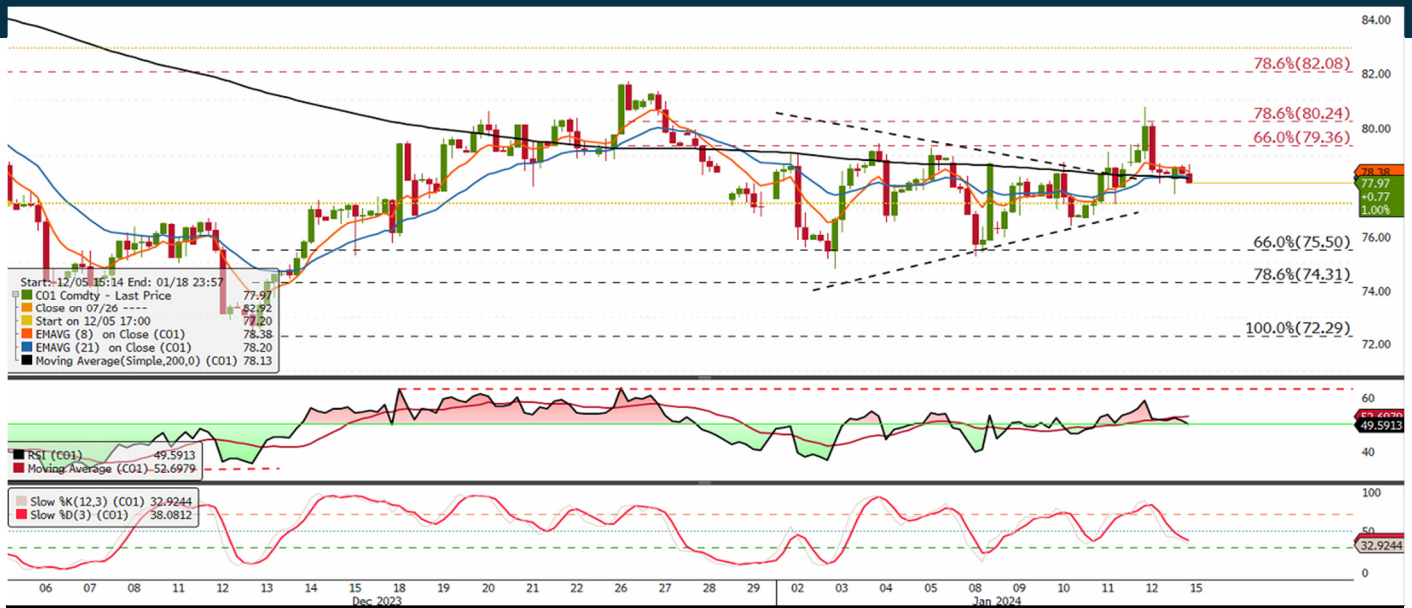 84.00
78.6%(82.08)
82.00
78.6%(80.24)
80.00
66.0%(79.36)
78.38
77.97
+0.77
1.00%
66.0%(75.50)
76.00
78.6%(74.31)
74.00
100.0%(72.29)
72.00
Start: 12/05 15:14 End: 01/18 23:57
CO1 Comdty - Last Price 77.97
Close on 07/26 ---- 82.92
Start on 12/05 17:00 77.20
EMAVG (8) on Close (CO1) 78.38
EMAVG (21) on Close (CO1) 78.20
Moving Average(Simple,200,0) (CO1) 78.13
60
52.6979
49.5913
40
RSI (CO1) 49.5913
Moving Average (CO1) 52.6979
Slow %K(12,3) (CO1) 32.9244
Slow %D(3) (CO1) 38.0812
100
50
32.9244
0
06 07 08 11 12 13 14 15 18 19 20 21 22 26 27 28 29 02 03 04 05 08 09 10 11 12 15
Dec 2023 Jan 2024